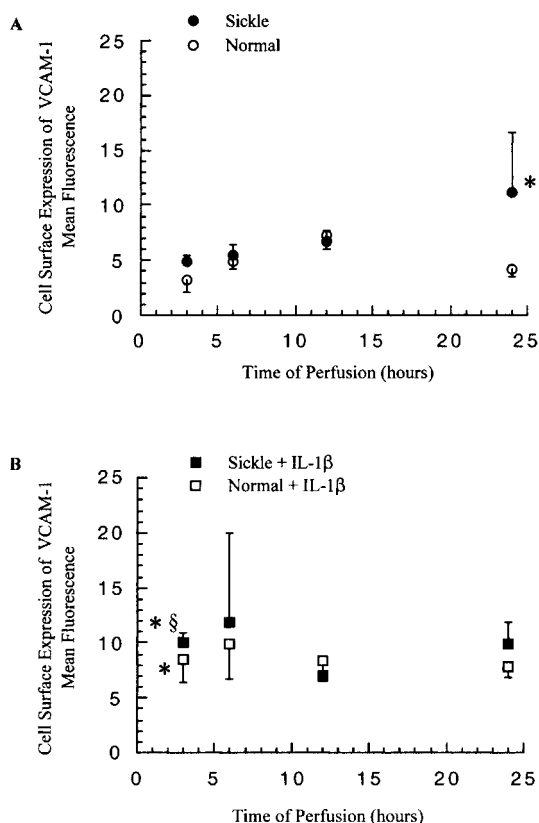 A
Sickle
Normal
Cell Surface Expression of VCAM-1
Mean Fluorescence
25
20
15
10
5
0
*
0 5 10 15 20 25
Time of Perfusion (hours)
B
Sickle + IL-1β
Normal + IL-1β
Cell Surface Expression of VCAM-1
Mean Fluorescence
25
20
15
10
5
0
* §
*
0 5 10 15 20 25
Time of Perfusion (hours)